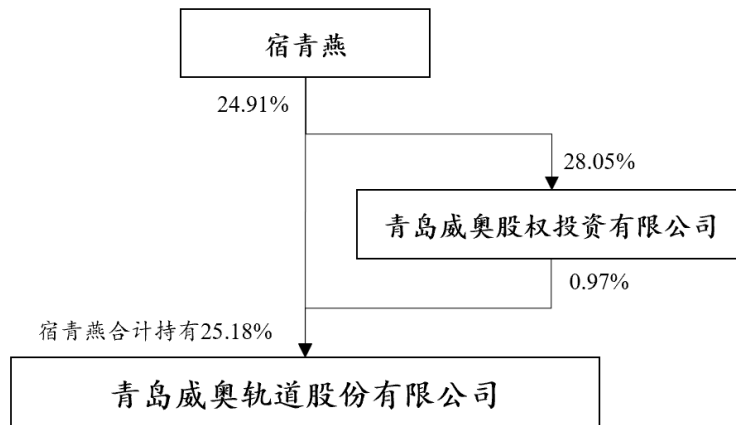 宿青燕
24.91%
28.05%
青岛威奥股权投资有限公司
0.97%
宿青燕合计持有25.18%
青岛威奥轨道股份有限公司